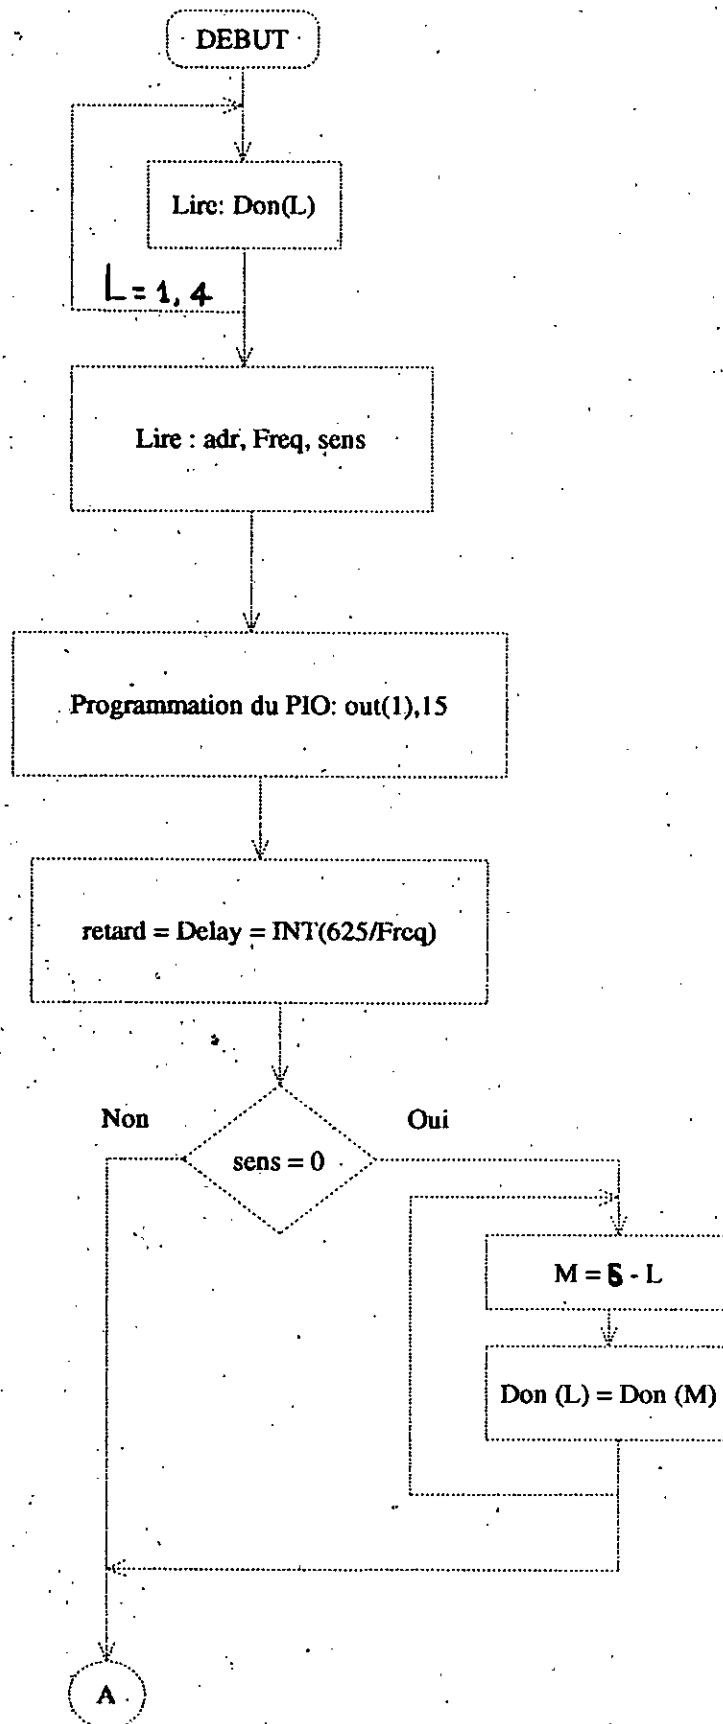 DEBUT
Lire: Don(L)
L = 1, 4
Lire : adr, Freq, sens
Programmation du PIO: out(1),15
retard = Delay = INT(625/Freq)
Non
Oui
sens = 0
M = 5 - L
Don (L) = Don (M)
A